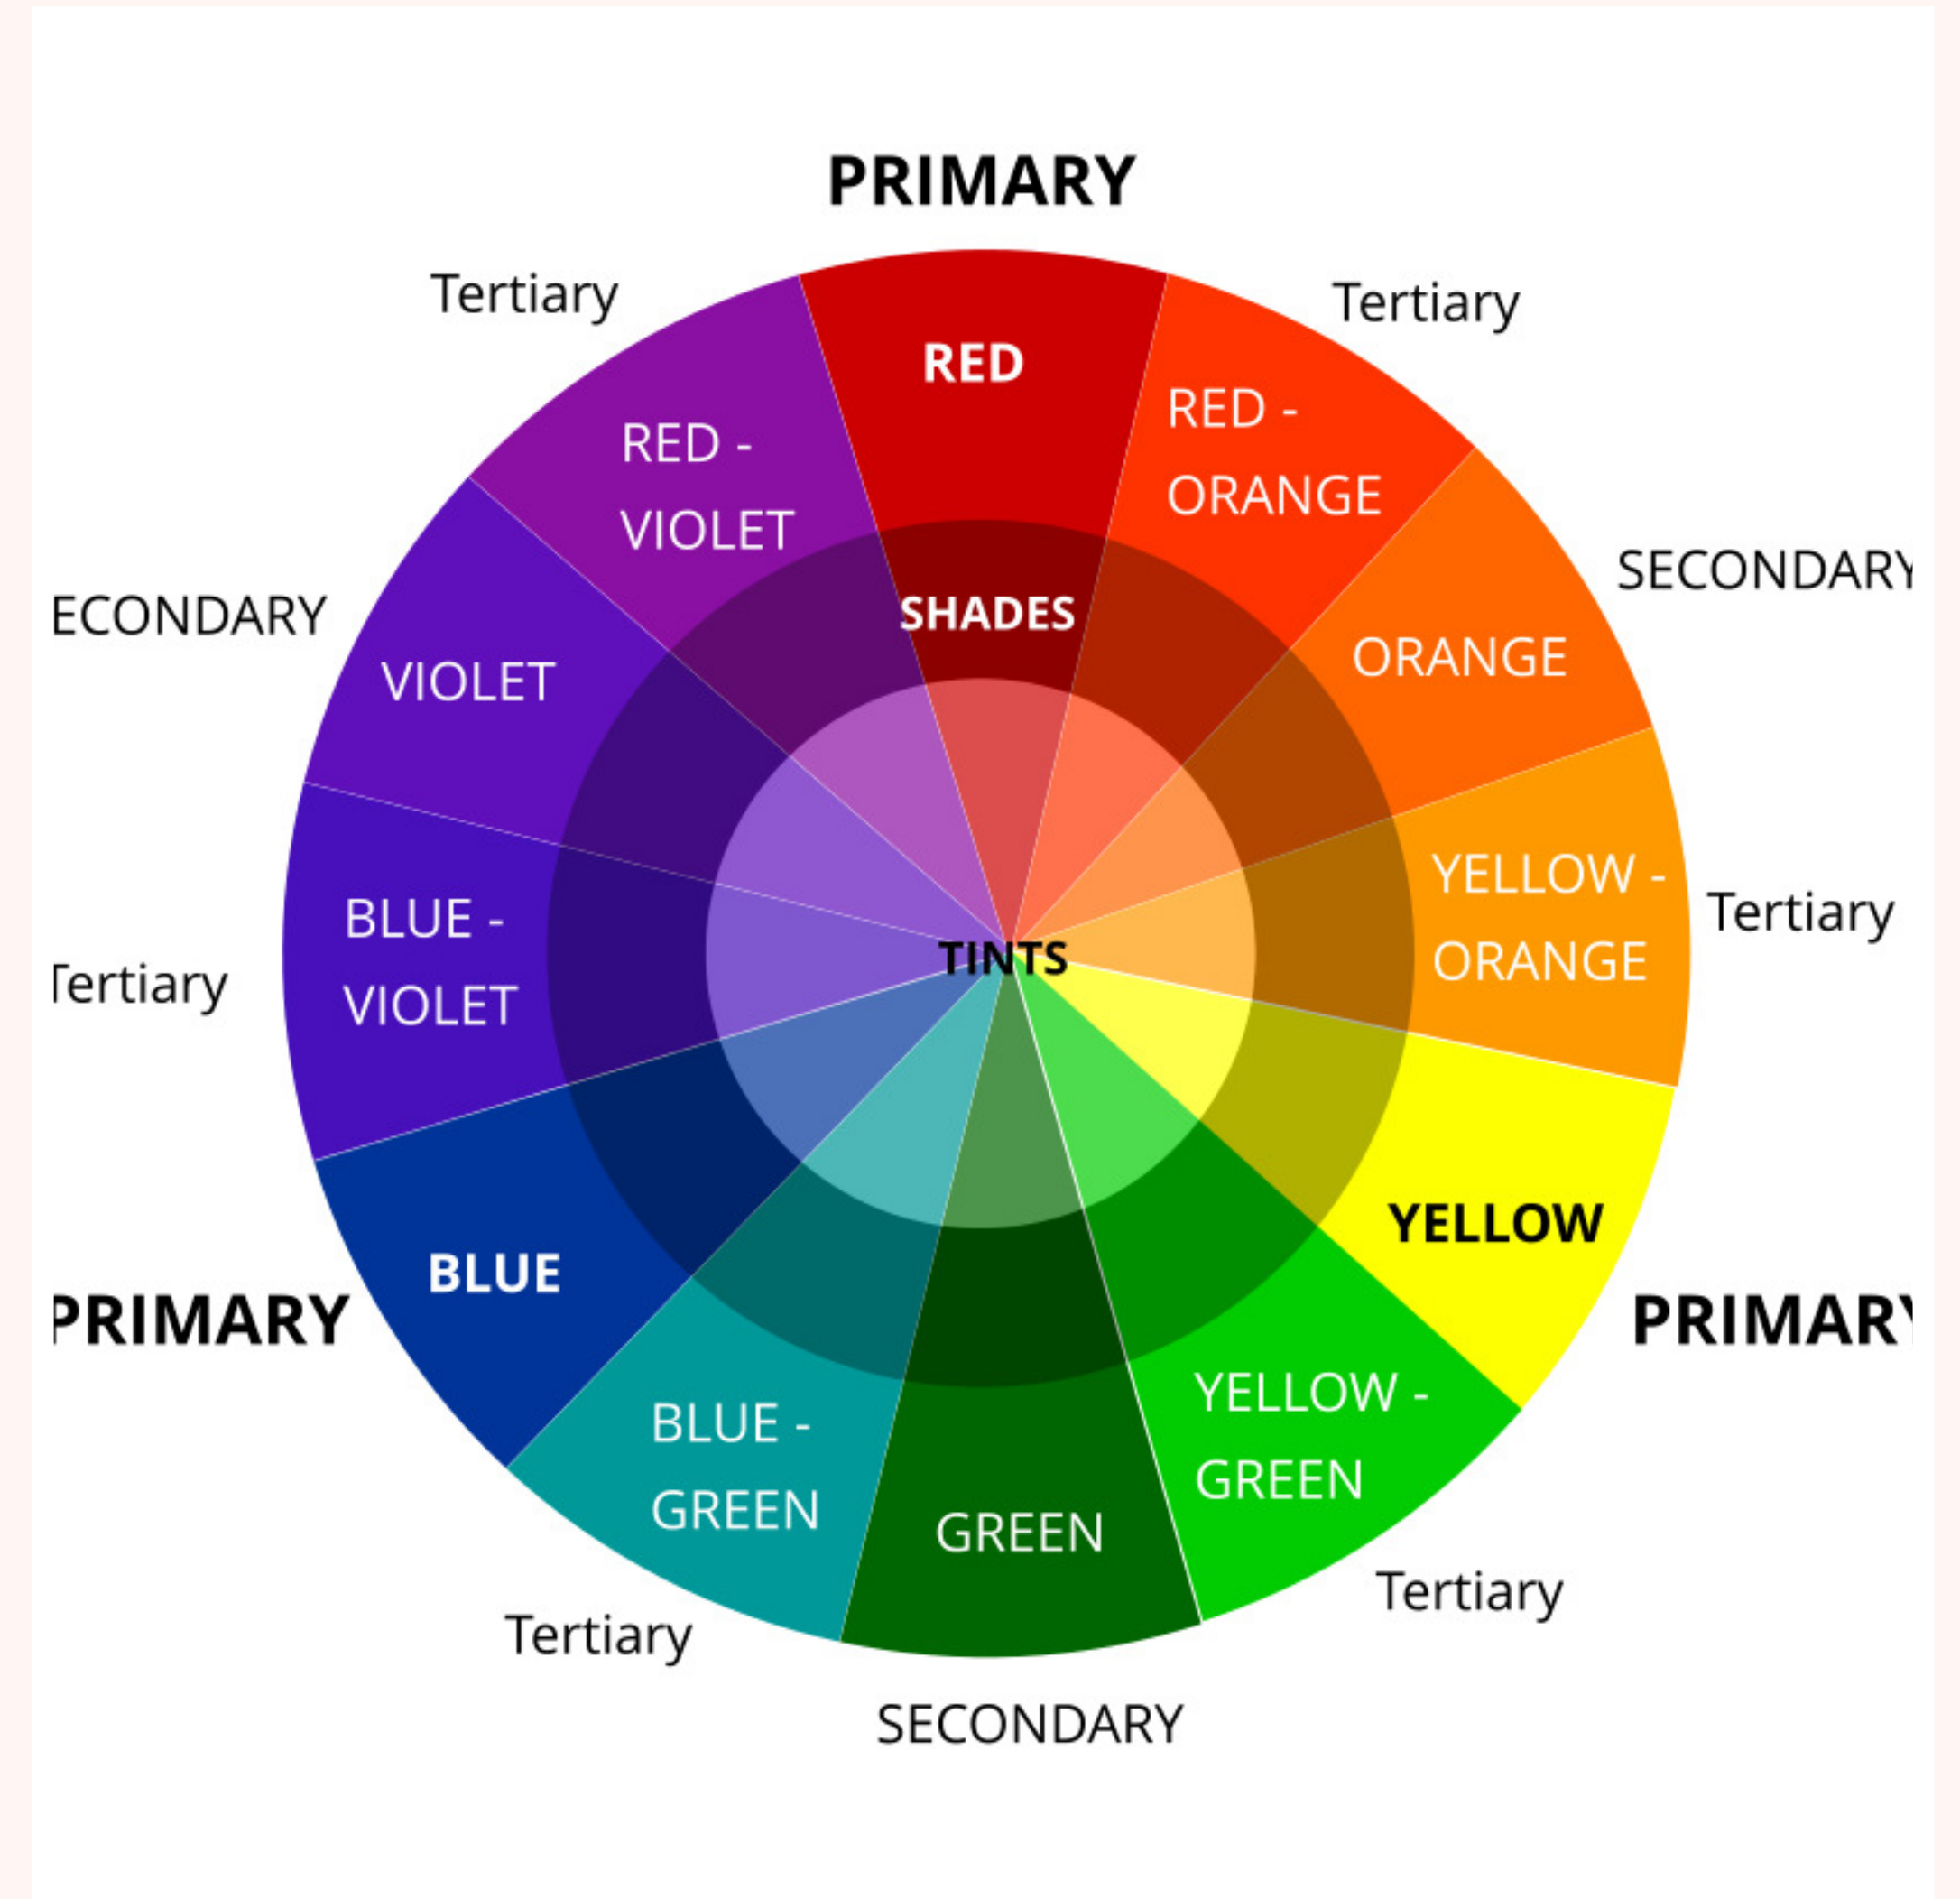 PRIMARY
Tertiary
Tertiary
RED
RED -
ORANGE
RED -
VIOLET
SECONDARY
ECONDARY
SHADES
ORANGE
VIOLET
YELLOW -
ORANGE
Tertiary
BLUE -
VIOLET
Tertiary
TINTS
YELLOW
BLUE
PRIMARY
PRIMARY
YELLOW -
GREEN
BLUE -
GREEN
GREEN
Tertiary
Tertiary
SECONDARY